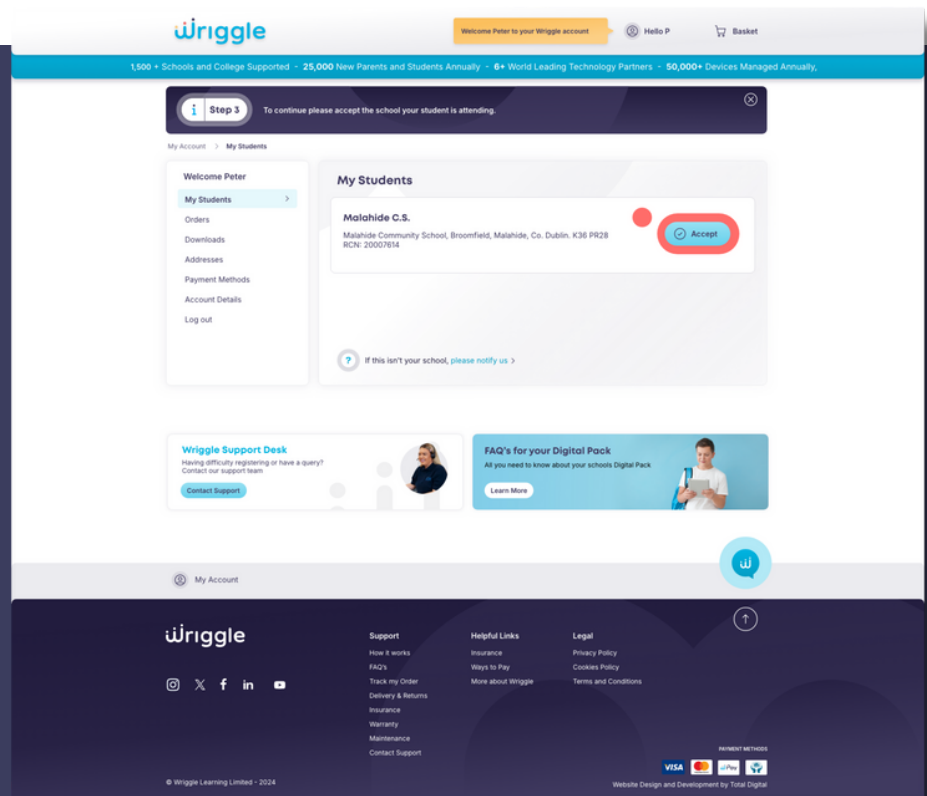 wriggle
Welcome Peter to your Wriggle account
Hello P
Basket
1,500 + Schools and College Supported - 25,000 New Parents and Students Annually - 6+ World Leading Technology Partners - 50,000+ Devices Managed Annually,
i Step 3
To continue please accept the school your student is attending.
My Account > My Students
Welcome Peter
My Students >
Orders
Downloads
Addresses
Payment Methods
Account Details
Log out
My Students
Malahide C.S.
Malahide Community School, Broomfield, Malahide, Co. Dublin. K36 PR28
RCN: 20007614
Accept
? If this isn't your school, please notify us >
Wriggle Support Desk
Having difficulty registering or have a query?
Contact our support team
Contact Support
FAQ's for your Digital Pack
All you need to know about your schools Digital Pack
Learn More
My Account
wriggle
Support
How it works
FAQ's
Track my Order
Delivery & Returns
Insurance
Warranty
Maintenance
Contact Support
Helpful Links
Insurance
Ways to Pay
More about Wriggle
Legal
Privacy Policy
Cookies Policy
Terms and Conditions
PAYMENT METHODS
VISA
© Wriggle Learning Limited - 2024
Website Design and Development by Total Digital